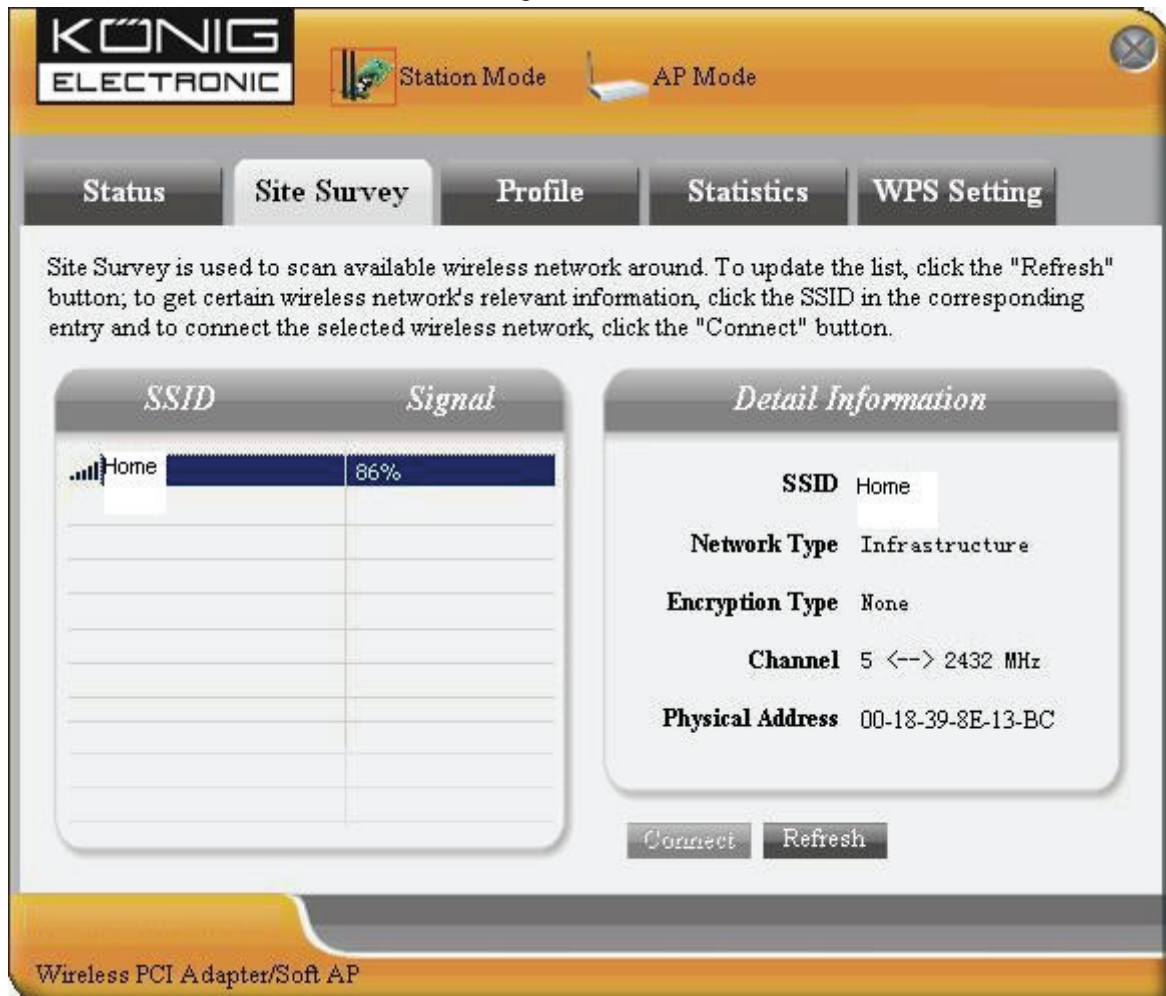 KÖNIG
ELECTRONIC
Station Mode
AP Mode
Status
Site Survey
Profile
Statistics
WPS Setting
Site Survey is used to scan available wireless network around. To update the list, click the "Refresh"
button; to get certain wireless network's relevant information, click the SSID in the corresponding
entry and to connect the selected wireless network, click the "Connect" button.
SSID Signal
Home 86%
Detail Information
SSID Home
Network Type Infrastructure
Encryption Type None
Channel 5 <--> 2432 MHz
Physical Address 00-18-39-8E-13-BC
Connect
Refresh
Wireless PCI Adapter/Soft AP